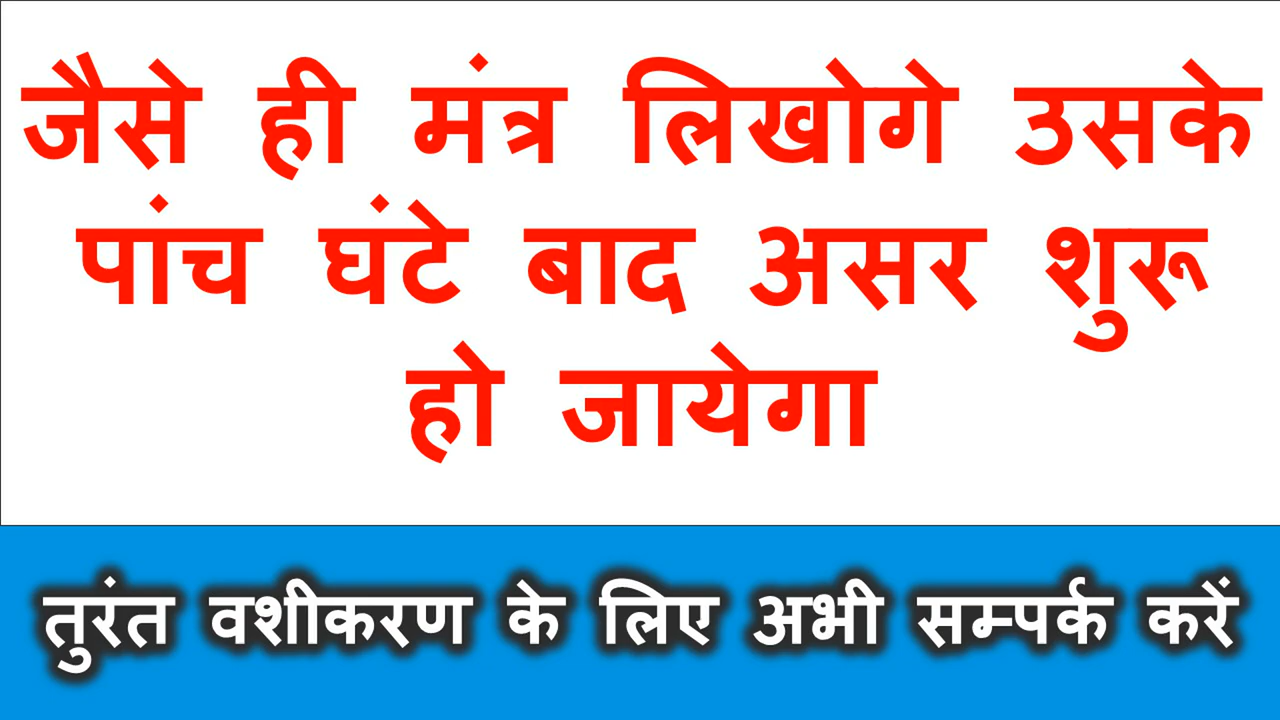 जैसे ही मंत्र लिखोगे उसके
पांच घंटे बाद असर शुरू
हो जायेगा
तुरंत वशीकरण के लिए अभी सम्पर्क करें